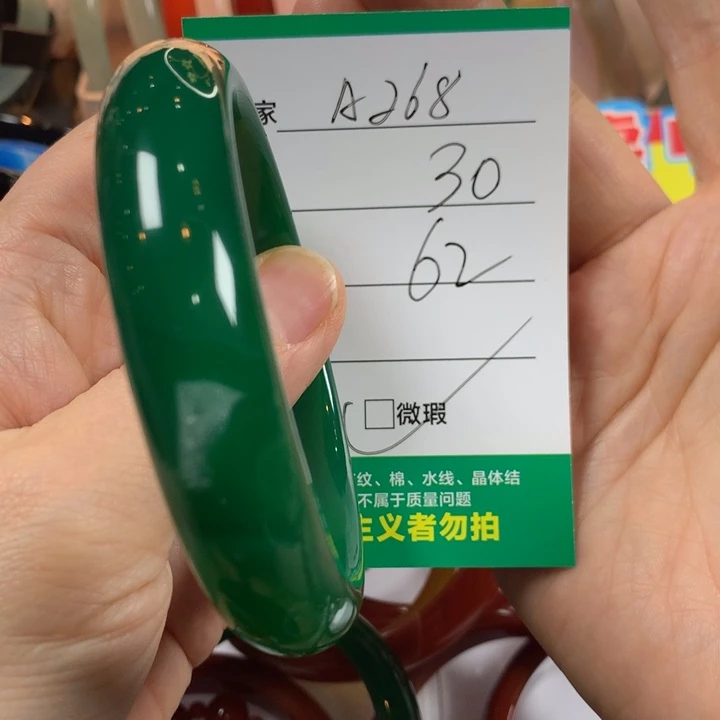 家 A268
30
62
□微瑕
纹、棉、水线、晶体结
不属于质量问题
主义者勿拍